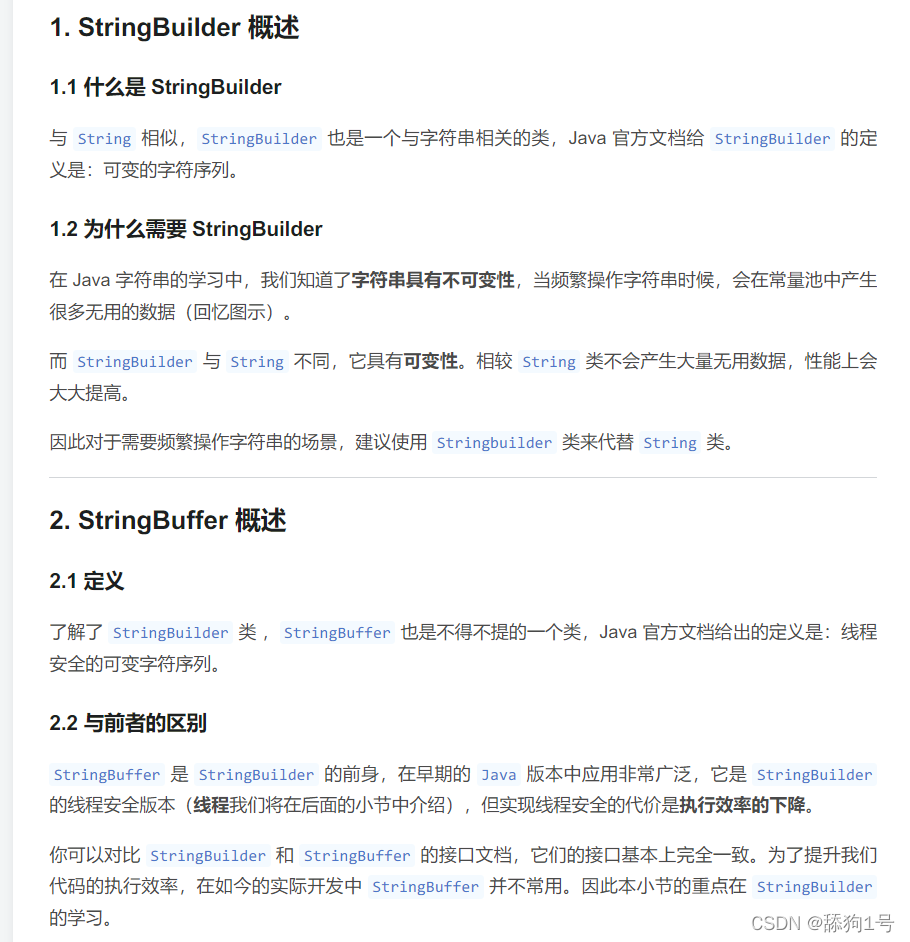 1. StringBuilder 概述
1.1 什么是 StringBuilder
与 String 相似， StringBuilder 也是一个与字符串相关的类，Java 官方文档给 StringBuilder 的定
义是：可变的字符序列。
1.2 为什么需要 StringBuilder
在 Java 字符串的学习中，我们知道了字符串具有不可变性，当频繁操作字符串时候，会在常量池中产生
很多无用的数据（回忆图示）。
而 StringBuilder 与 String 不同，它具有可变性。相较 String 类不会产生大量无用数据，性能上会
大大提高。
因此对于需要频繁操作字符串的场景，建议使用 Stringbuilder 类来代替 String 类。
2. StringBuffer 概述
2.1 定义
了解了 StringBuilder 类 ， StringBuffer 也是不得不提的一个类，Java 官方文档给出的定义是：线程
安全的可变字符序列。
2.2 与前者的区别
StringBuffer 是 StringBuilder 的前身，在早期的 Java 版本中应用非常广泛，它是 StringBuilder
的线程安全版本（线程我们将在后面的小节中介绍），但实现线程安全的代价是执行效率的下降。
你可以对比 StringBuilder 和 StringBuffer 的接口文档，它们的接口基本上完全一致。为了提升我们
代码的执行效率，在如今的实际开发中 StringBuffer 并不常用。因此本小节的重点在 StringBuilder
的学习。
CSDN @舔狗1号